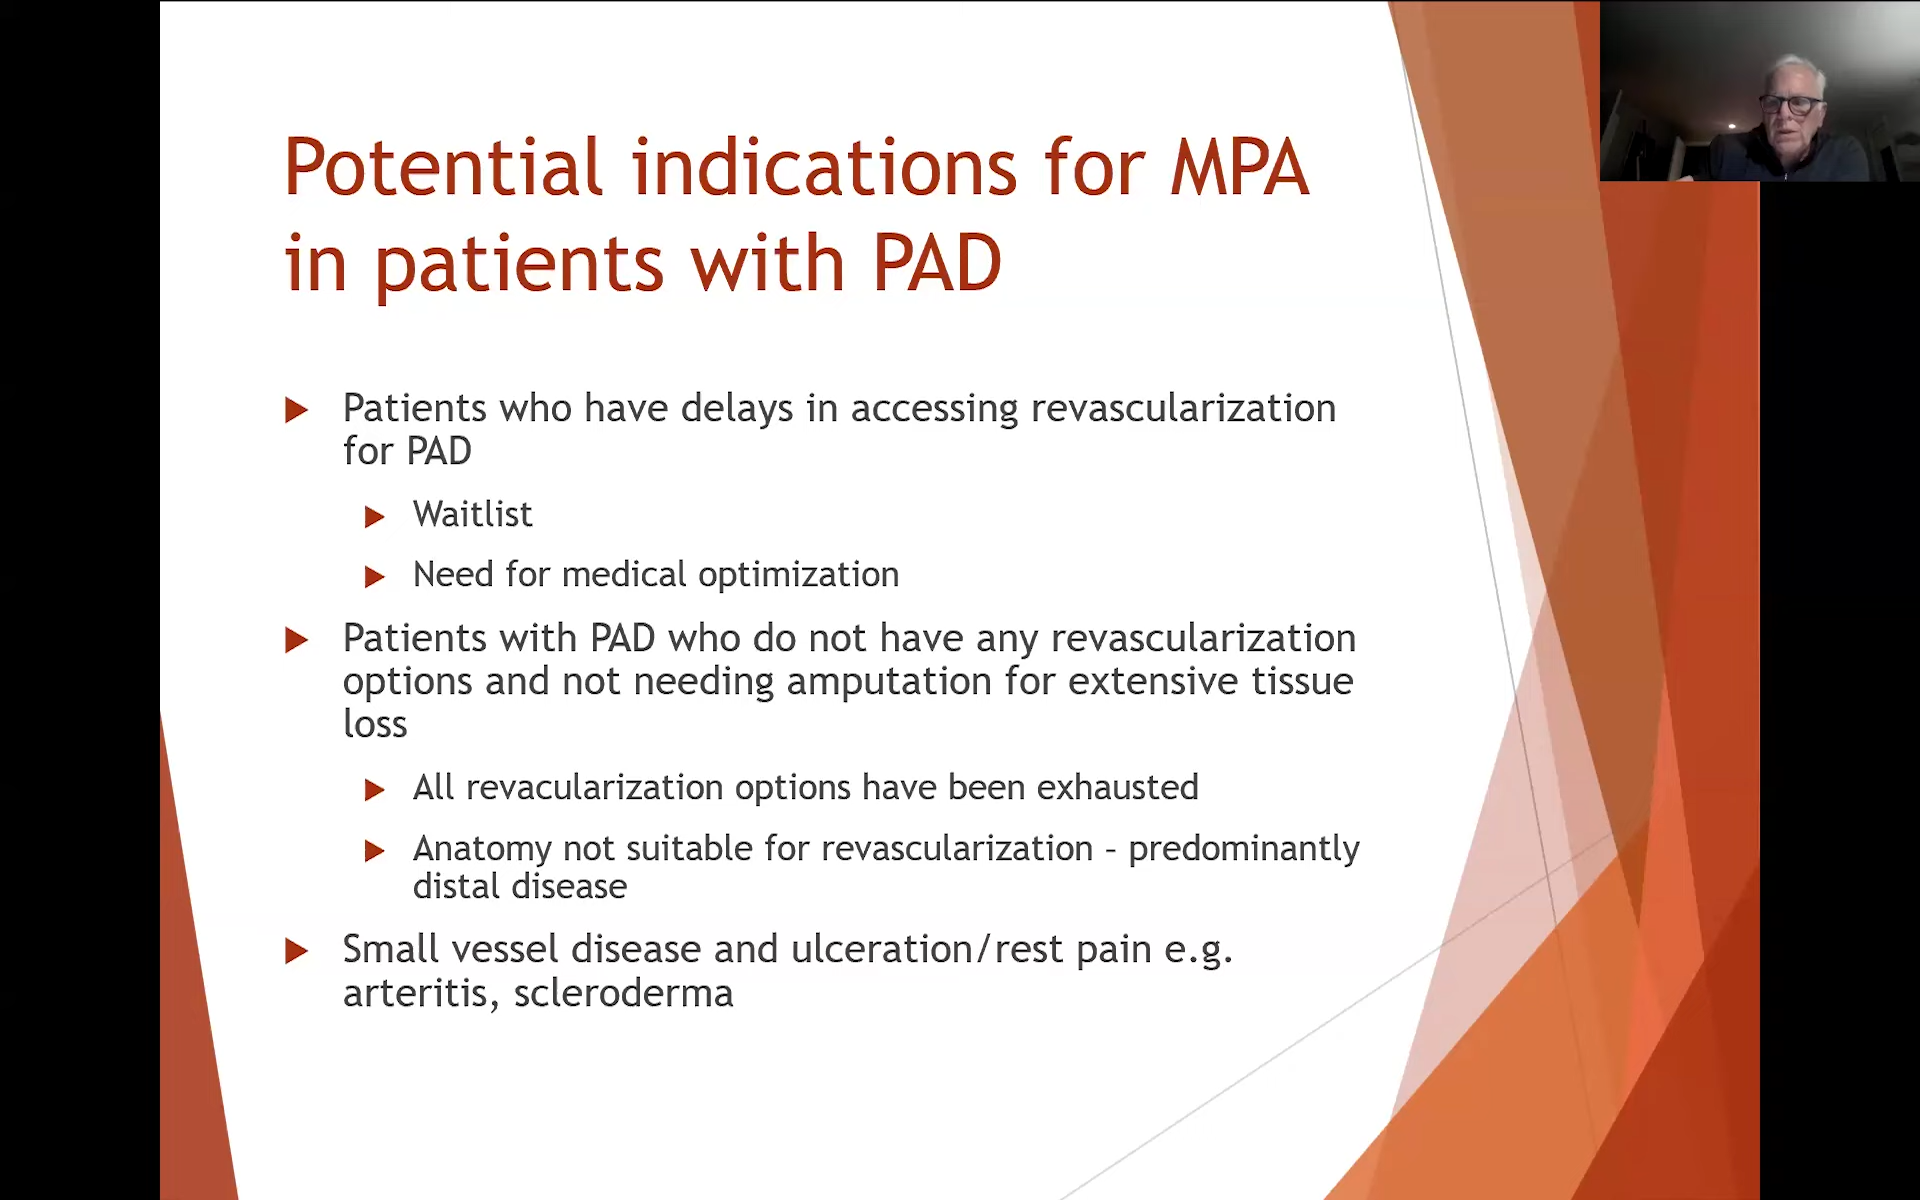 Potential indications for MPA
in patients with PAD
Patients who have delays in accessing revascularization
for PAD
Waitlist
Need for medical optimization
Patients with PAD who do not have any revascularization
options and not needing amputation for extensive tissue
loss
All revacularization options have been exhausted
Anatomy not suitable for revascularization – predominantly
distal disease
Small vessel disease and ulceration/rest pain e.g.
arteritis, scleroderma